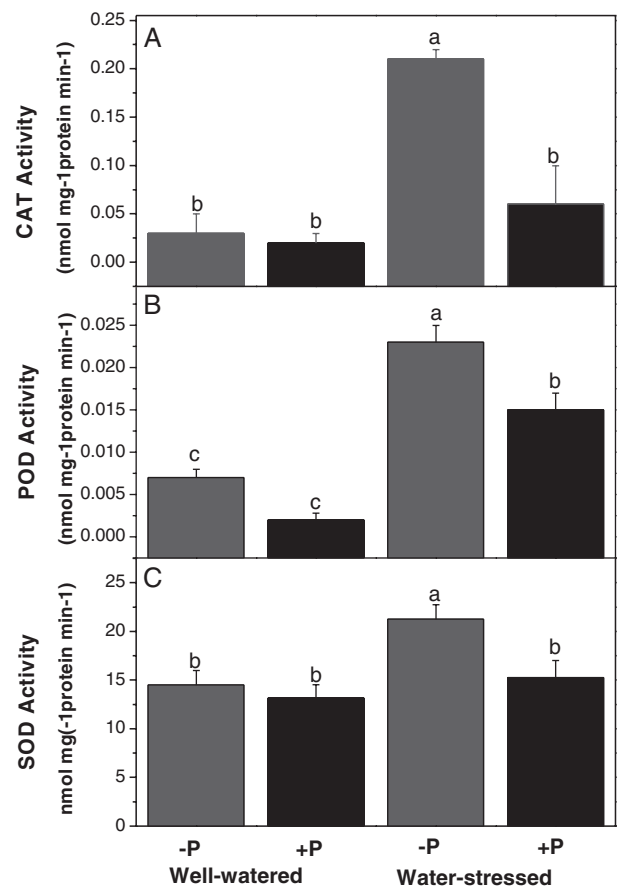 A
CAT Activity
(nmol mg-1protein min-1)
0.25
0.20
0.15
0.10
0.05
0.00
b
b
a
b
B
POD Activity
(nmol mg-1protein min-1)
0.025
0.020
0.015
0.010
0.005
0.000
c
c
a
b
C
SOD Activity
nmol mg(-1protein min-1)
25
20
15
10
5
0
b
b
a
b
-P +P -P +P
Well-watered Water-stressed